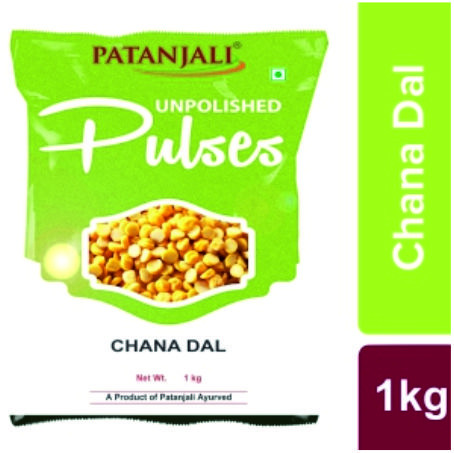 PATANJALI®
UNPOLISHED
Pulses
CHANA DAL
Net Wt. 1 kg
A Product of Patanjali Ayurved
Chana Dal
1kg